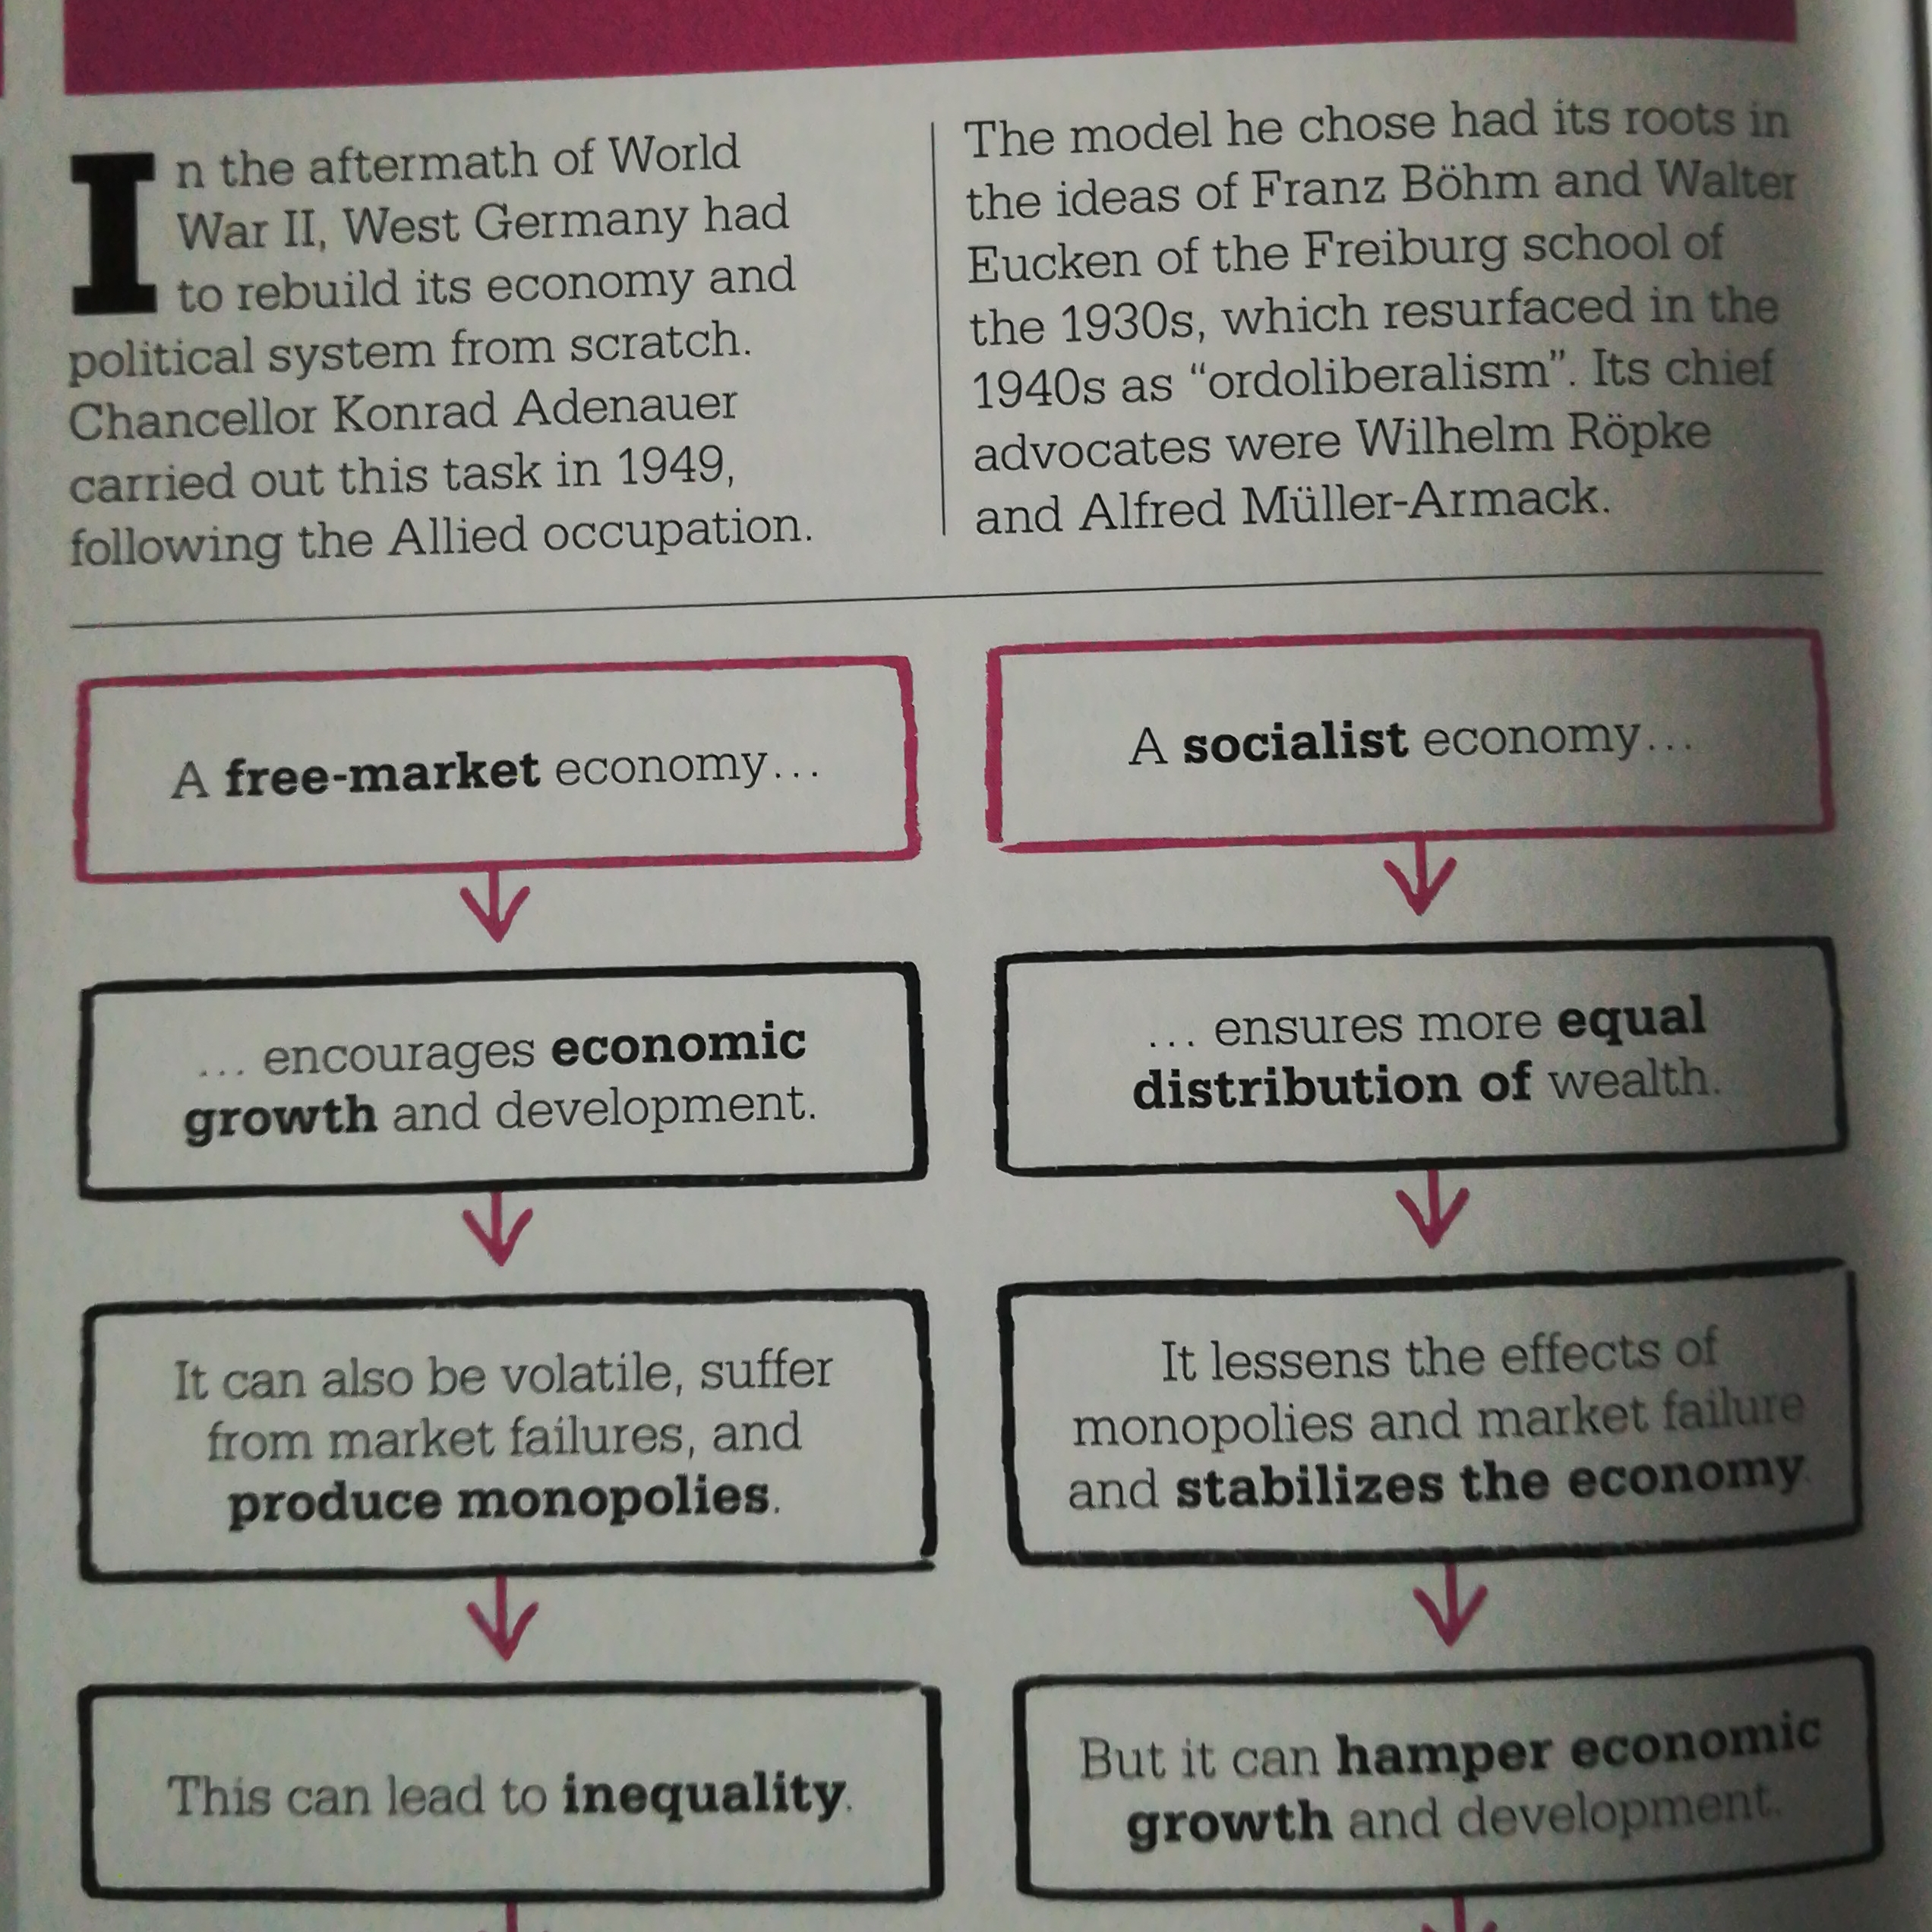 In the aftermath of World
War II, West Germany had
to rebuild its economy and
political system from scratch.
Chancellor Konrad Adenauer
carried out this task in 1949,
following the Allied occupation.
The model he chose had its roots in
the ideas of Franz Böhm and Walter
Eucken of the Freiburg school of
the 1930s, which resurfaced in the
1940s as “ordoliberalism”. Its chief
advocates were Wilhelm Röpke
and Alfred Müller-Armack.
A free-market economy…
… encourages economic
growth and development.
It can also be volatile, suffer
from market failures, and
produce monopolies.
This can lead to inequality.
A socialist economy…
… ensures more equal
distribution of wealth.
It lessens the effects of
monopolies and market failure
and stabilizes the economy.
But it can hamper economic
growth and development.